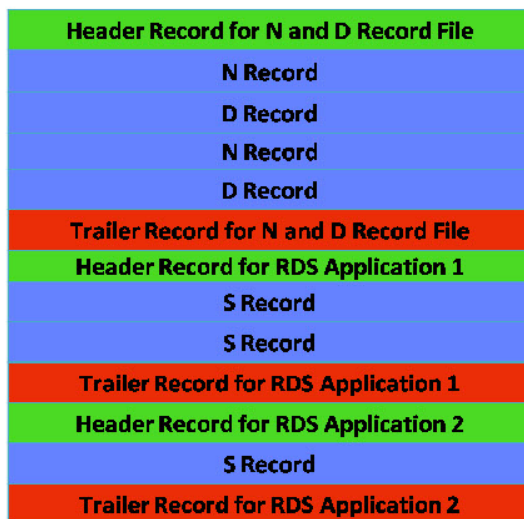 Header Record for N and D Record File
N Record
D Record
N Record
D Record
Trailer Record for N and D Record File
Header Record for RDS Application 1
S Record
S Record
Trailer Record for RDS Application 1
Header Record for RDS Application 2
S Record
Trailer Record for RDS Application 2